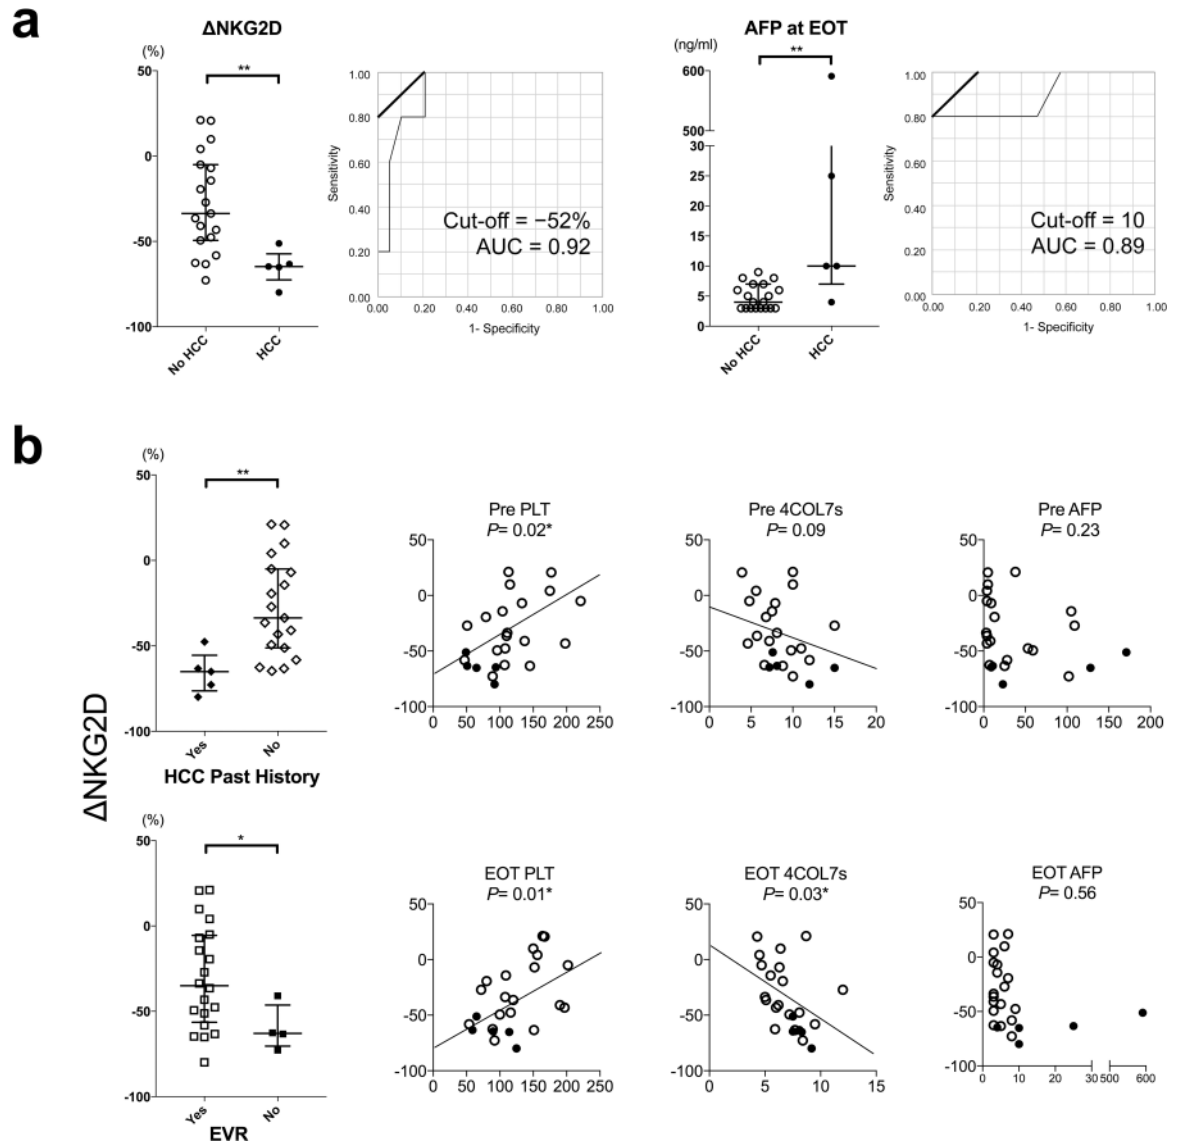 a
ΔNKG2D
(%)
**
50
0
-50
-100
No HCC
HCC
Sensitivity
1.00
0.80
0.60
0.40
0.20
0.00
Cut-off = −52%
AUC = 0.92
0.00 0.20 0.40 0.60 0.80 1.00
1- Specificity
AFP at EOT
(ng/ml)
**
600
500
30
25
20
15
10
5
0
No HCC
HCC
Sensitivity
1.00
0.80
0.60
0.40
0.20
0.00
Cut-off = 10
AUC = 0.89
0.00 0.20 0.40 0.60 0.80 1.00
1- Specificity
b
ΔNKG2D
(%)
**
50
0
-50
-100
Yes
No
HCC Past History
Pre PLT
P= 0.02*
50
0
-50
-100
0 50 100 150 200 250
Pre 4COL7s
P= 0.09
50
0
-50
-100
0 5 10 15 20
Pre AFP
P= 0.23
50
0
-50
-100
0 50 100 150 200
(%)
*
50
0
-50
-100
Yes
No
EVR
EOT PLT
P= 0.01*
50
0
-50
-100
0 50 100 150 200 250
EOT 4COL7s
P= 0.03*
50
0
-50
-100
0 5 10 15
EOT AFP
P= 0.56
50
0
-50
-100
0 10 20 30 500 600